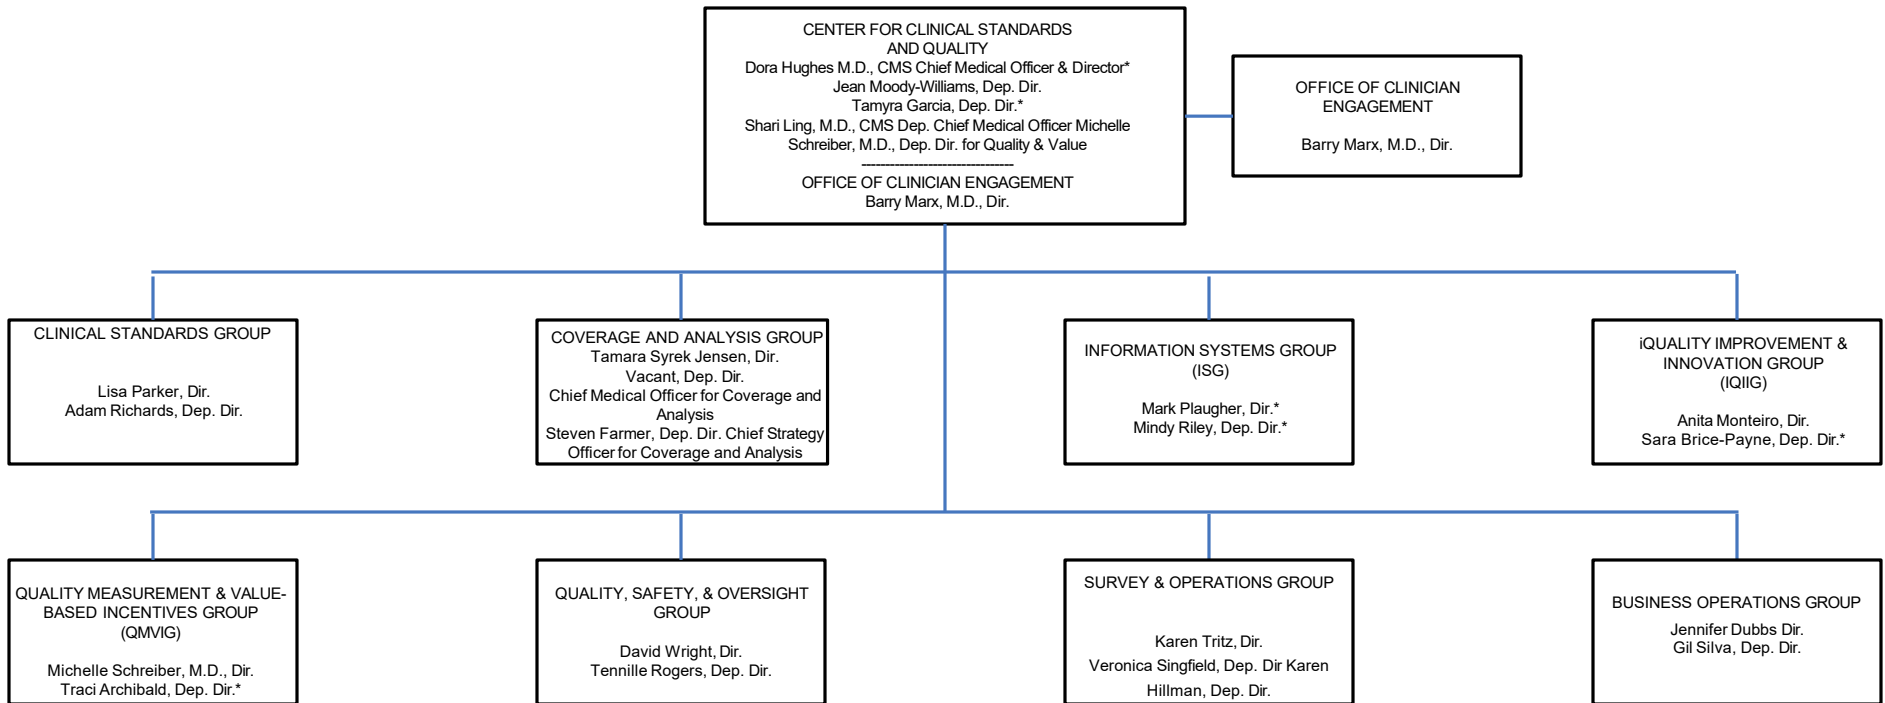 CENTER FOR CLINICAL STANDARDS
AND QUALITY
Dora Hughes M.D., CMS Chief Medical Officer & Director*
Jean Moody-Williams, Dep. Dir.
Tamyra Garcia, Dep. Dir.*
Shari Ling, M.D., CMS Dep. Chief Medical Officer Michelle
Schreiber, M.D., Dep. Dir. for Quality & Value
--------------------------------
OFFICE OF CLINICIAN ENGAGEMENT
Barry Marx, M.D., Dir.
OFFICE OF CLINICIAN
ENGAGEMENT
Barry Marx, M.D., Dir.
CLINICAL STANDARDS GROUP
Lisa Parker, Dir.
Adam Richards, Dep. Dir.
COVERAGE AND ANALYSIS GROUP
Tamara Syrek Jensen, Dir.
Vacant, Dep. Dir.
Chief Medical Officer for Coverage and
Analysis
Steven Farmer, Dep. Dir. Chief Strategy
Officer for Coverage and Analysis
INFORMATION SYSTEMS GROUP
(ISG)
Mark Plaugher, Dir.*
Mindy Riley, Dep. Dir.*
iQUALITY IMPROVEMENT &
INNOVATION GROUP
(IQIIG)
Anita Monteiro, Dir.
Sara Brice-Payne, Dep. Dir.*
QUALITY MEASUREMENT & VALUE-
BASED INCENTIVES GROUP
(QMVIG)
Michelle Schreiber, M.D., Dir.
Traci Archibald, Dep. Dir.*
QUALITY, SAFETY, & OVERSIGHT
GROUP
David Wright, Dir.
Tennille Rogers, Dep. Dir.
SURVEY & OPERATIONS GROUP
Karen Tritz, Dir.
Veronica Singfield, Dep. Dir Karen
Hillman, Dep. Dir.
BUSINESS OPERATIONS GROUP
Jennifer Dubbs Dir.
Gil Silva, Dep. Dir.